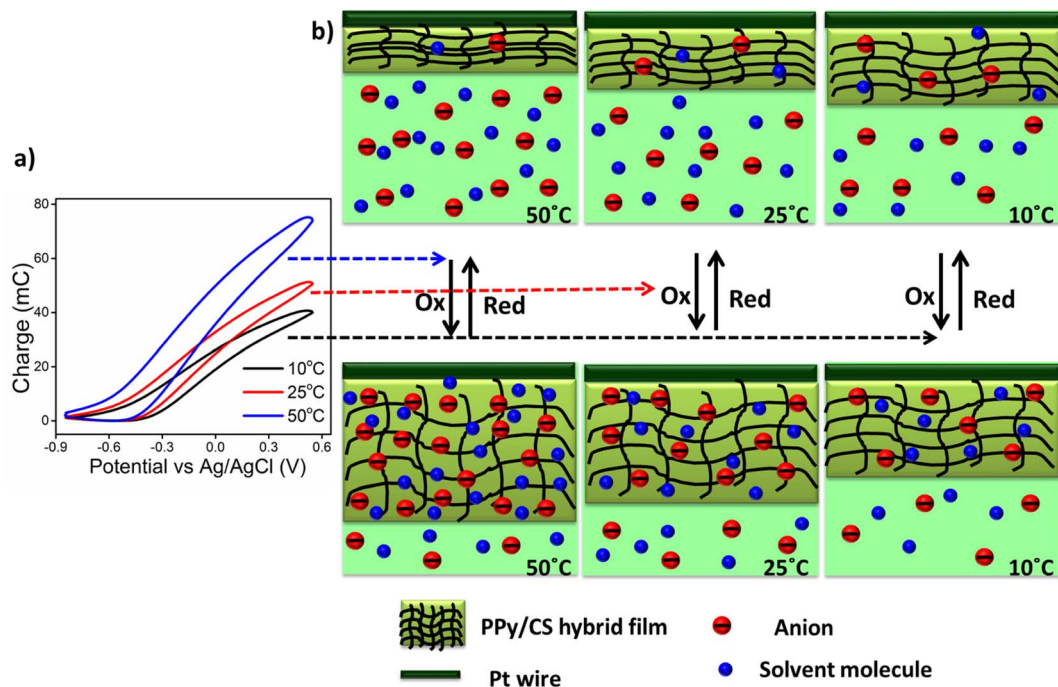 b)
50°C
25°C
10°C
a)
80
60
40
20
0
Charge (mC)
10°C
25°C
50°C
-0.9 -0.6 -0.3 0.0 0.3 0.6
Potential vs Ag/AgCl (V)
Ox Red
Ox Red
Ox Red
50°C
25°C
10°C
PPy/CS hybrid film
Anion
Pt wire
Solvent molecule